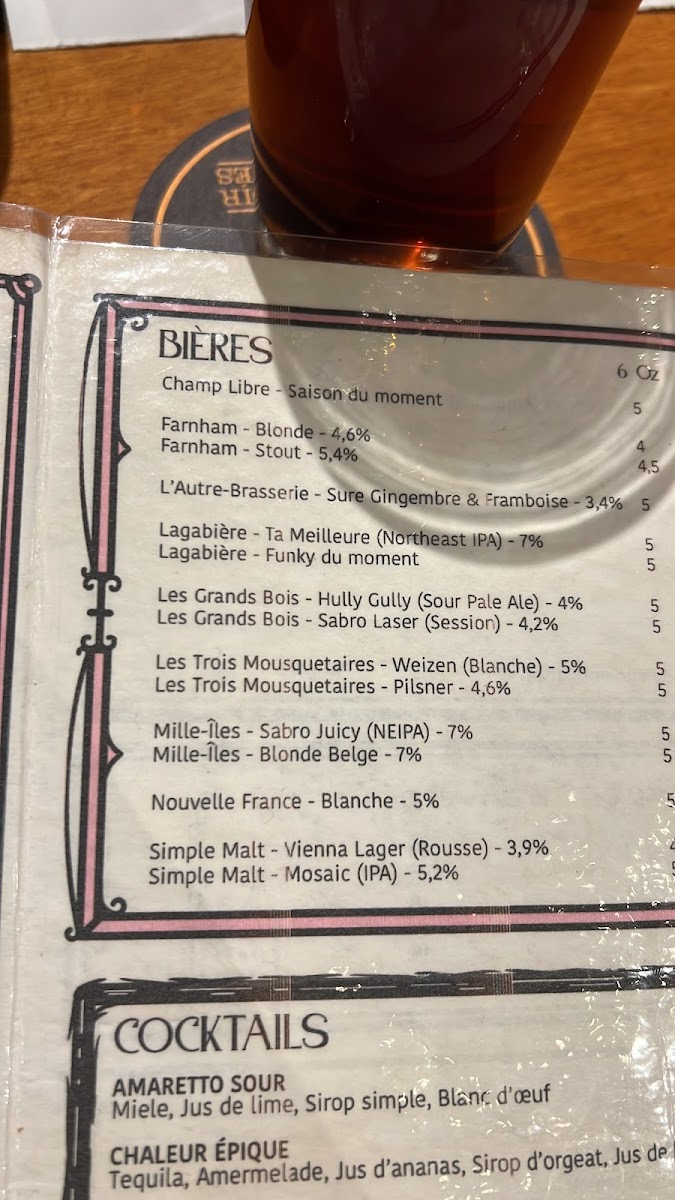 BIÈRES
6 Oz
Champ Libre - Saison du moment 5
Farnham - Blonde - 4,6% 4
Farnham - Stout - 5,4% 4,5
L'Autre-Brasserie - Sure Gingembre & Framboise - 3,4% 5
Lagabière - Ta Meilleure (Northeast IPA) - 7% 5
Lagabière - Funky du moment 5
Les Grands Bois - Hully Gully (Sour Pale Ale) - 4% 5
Les Grands Bois - Sabro Laser (Session) - 4,2% 5
Les Trois Mousquetaires - Weizen (Blanche) - 5% 5
Les Trois Mousquetaires - Pilsner - 4,6% 5
Mille-Îles - Sabro Juicy (NEIPA) - 7% 5
Mille-Îles - Blonde Belge - 7% 5
Nouvelle France - Blanche - 5% 5
Simple Malt - Vienna Lager (Rousse) - 3,9%
Simple Malt - Mosaic (IPA) - 5,2%
COCKTAILS
AMARETTO SOUR
Miele, Jus de lime, Sirop simple, Blanc d'œuf
CHALEUR ÉPIQUE
Tequila, Amermelade, Jus d'ananas, Sirop d'orgeat, Jus de